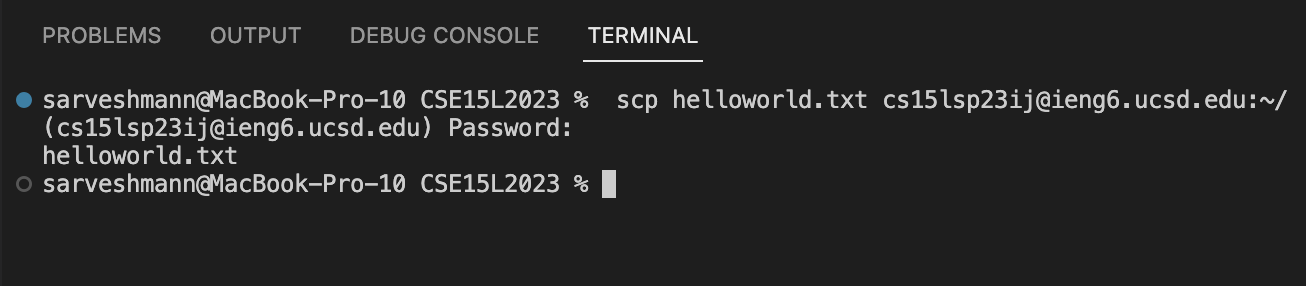 PROBLEMS OUTPUT DEBUG CONSOLE TERMINAL
sarveshmann@MacBook-Pro-10 CSE15L2023 %  scp helloworld.txt cs15lsp23ij@ieng6.ucsd.edu:~/
(cs15lsp23ij@ieng6.ucsd.edu) Password:
helloworld.txt
sarveshmann@MacBook-Pro-10 CSE15L2023 %